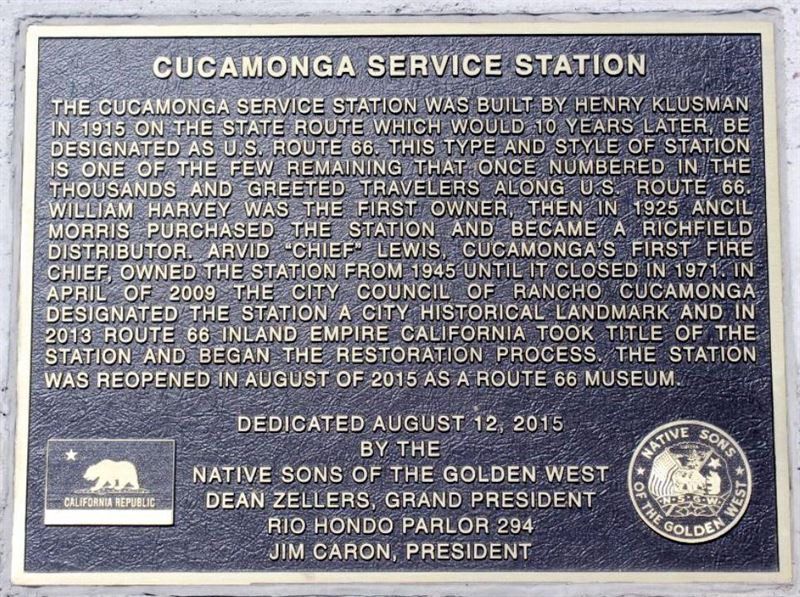 CUCAMONGA SERVICE STATION
THE CUCAMONGA SERVICE STATION WAS BUILT BY HENRY KLUSMAN
IN 1915 ON THE STATE ROUTE WHICH WOULD 10 YEARS LATER, BE
DESIGNATED AS U.S. ROUTE 66. THIS TYPE AND STYLE OF STATION
IS ONE OF THE FEW REMAINING THAT ONCE NUMBERED IN THE
THOUSANDS AND GREETED TRAVELERS ALONG U.S. ROUTE 66.
WILLIAM HARVEY WAS THE FIRST OWNER, THEN IN 1925 ANCIL
MORRIS PURCHASED THE STATION AND BECAME A RICHFIELD
DISTRIBUTOR. ARVID “CHIEF” LEWIS, CUCAMONGA'S FIRST FIRE
CHIEF, OWNED THE STATION FROM 1945 UNTIL IT CLOSED IN 1971. IN
APRIL OF 2009 THE CITY COUNCIL OF RANCHO CUCAMONGA
DESIGNATED THE STATION A CITY HISTORICAL LANDMARK AND IN
2013 ROUTE 66 INLAND EMPIRE CALIFORNIA TOOK TITLE OF THE
STATION AND BEGAN THE RESTORATION PROCESS. THE STATION
WAS REOPENED IN AUGUST OF 2015 AS A ROUTE 66 MUSEUM.
DEDICATED AUGUST 12, 2015
BY THE
NATIVE SONS OF THE GOLDEN WEST
DEAN ZELLERS, GRAND PRESIDENT
RIO HONDO PARLOR 294
JIM CARON, PRESIDENT
CALIFORNIA REPUBLIC
NATIVE SONS
OF THE GOLDEN WEST
N.S.G.W.